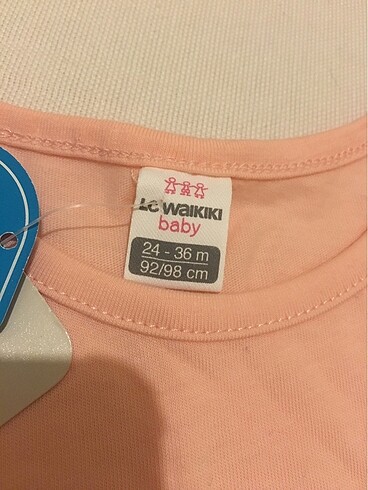 LC WAIKIKI
baby
24 - 36 m
92/98 cm